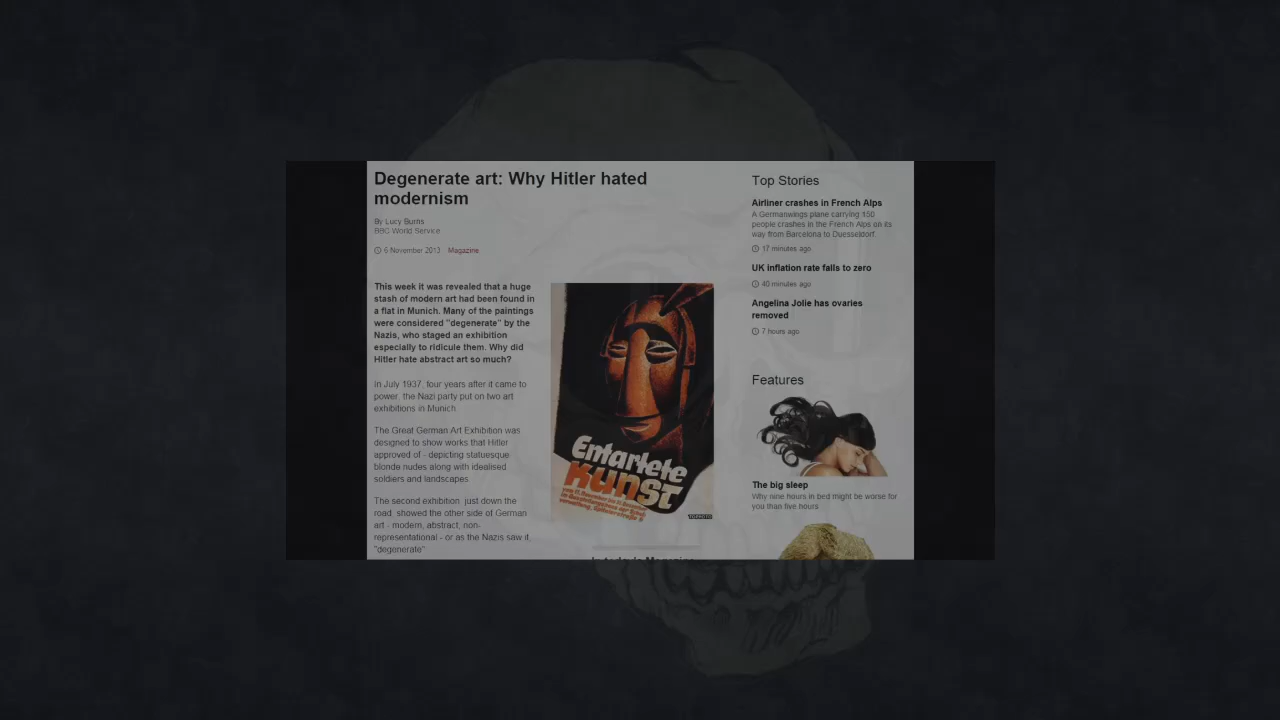 Degenerate art: Why Hitler hated
modernism
By Lucy Burns
BBC World Service
6 November 2013 Magazine
This week it was revealed that a huge
stash of modern art had been found in
a flat in Munich. Many of the paintings
were considered "degenerate" by the
Nazis, who staged an exhibition
especially to ridicule them. Why did
Hitler hate abstract art so much?
In July 1937, four years after it came to
power, the Nazi party put on two art
exhibitions in Munich.
The Great German Art Exhibition was
designed to show works that Hitler
approved of - depicting statuesque
blonde nudes along with idealised
soldiers and landscapes.
The second exhibition, just down the
road, showed the other side of German
art - modern, abstract, non-
representational - or as the Nazis saw it,
"degenerate".
Entartete
Kunst
TOPFOTO
In today's Magazine
Top Stories
Airliner crashes in French Alps
A Germanwings plane carrying 150
people crashes in the French Alps on its
way from Barcelona to Duesseldorf.
17 minutes ago
UK inflation rate falls to zero
40 minutes ago
Angelina Jolie has ovaries
removed
7 hours ago
Features
The big sleep
Why nine hours in bed might be worse for
you than five hours